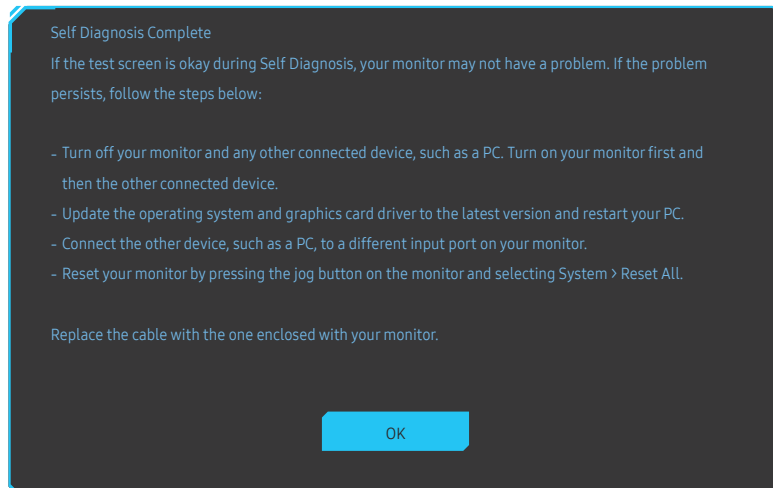 Self Diagnosis Complete
If the test screen is okay during Self Diagnosis, your monitor may not have a problem. If the problem
persists, follow the steps below:
- Turn off your monitor and any other connected device, such as a PC. Turn on your monitor first and
then the other connected device.
- Update the operating system and graphics card driver to the latest version and restart your PC.
- Connect the other device, such as a PC, to a different input port on your monitor.
- Reset your monitor by pressing the jog button on the monitor and selecting System > Reset All.
Replace the cable with the one enclosed with your monitor.
OK